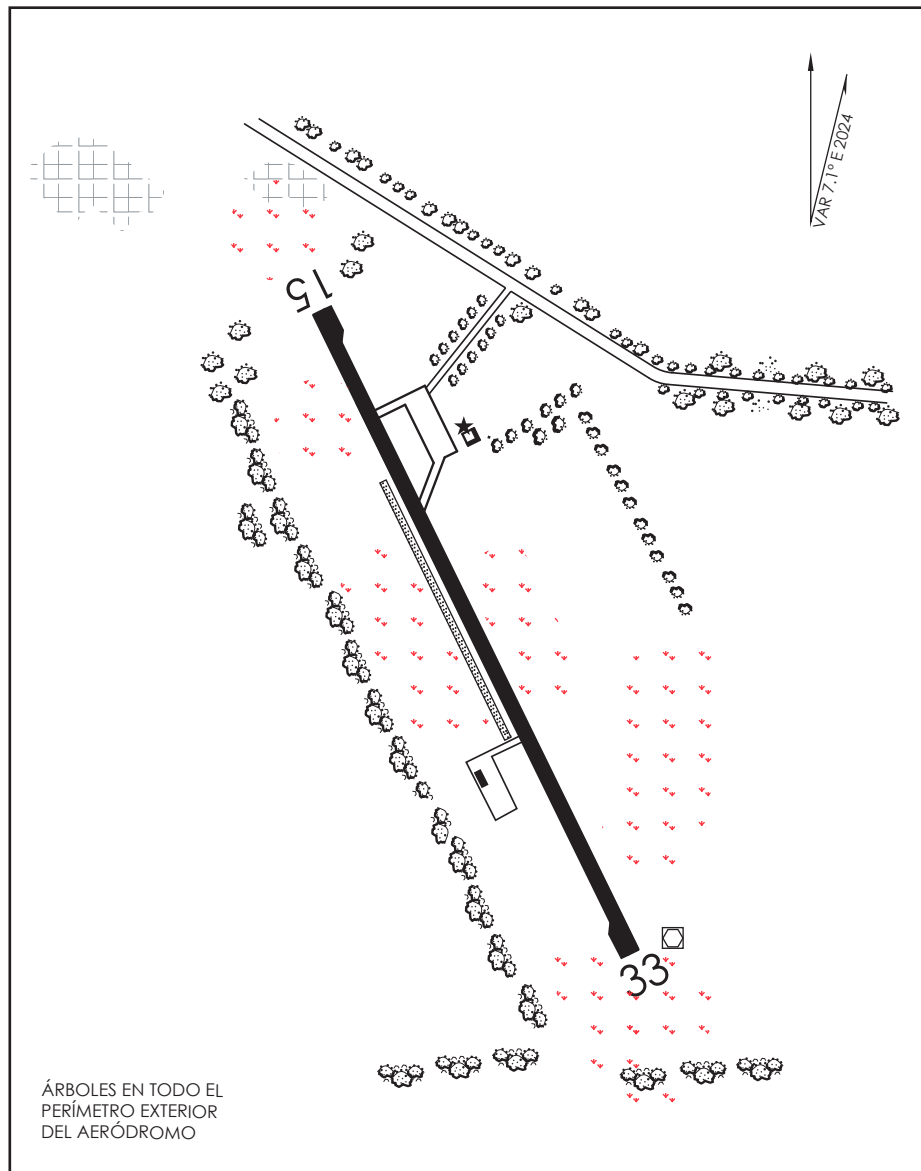 VAR 7.1° E 2024
15
33
ÁRBOLES EN TODO EL
PERÍMETRO EXTERIOR
DEL AERÓDROMO